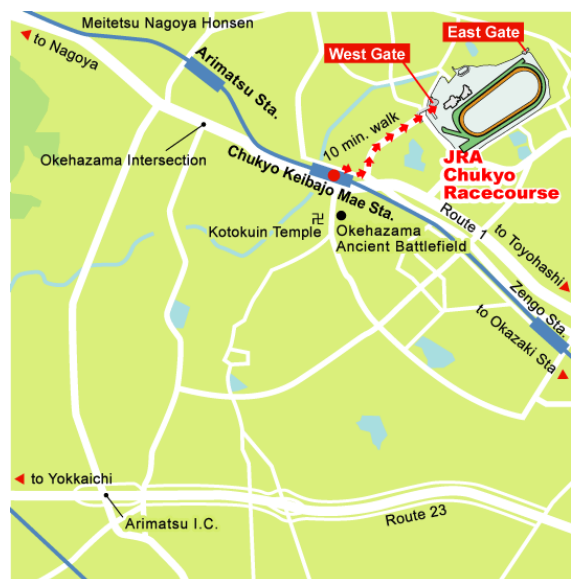 Meitetsu Nagoya Honsen
to Nagoya
Arimatsu Sta.
East Gate
West Gate
10 min. walk
Okehazama Intersection
Chukyo Keibajo Mae Sta.
JRA
Chukyo
Racecourse
Route 1
to Toyohashi
Kotokuin Temple 卍
Okehazama
Ancient Battlefield
Zengo Sta.
to Okazaki Sta
to Yokkaichi
Route 23
Arimatsu I.C.